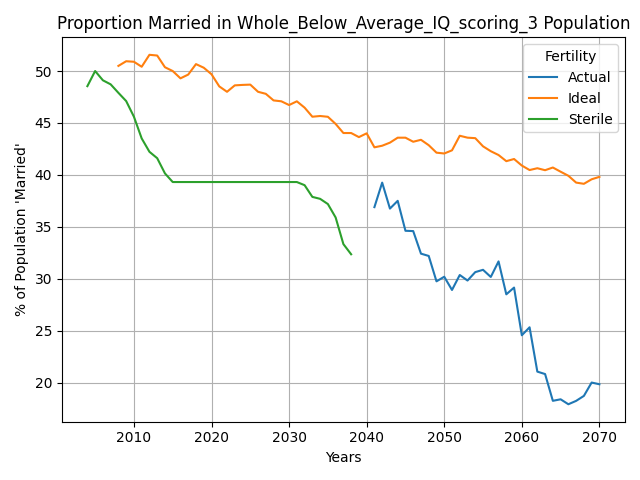 Proportion Married in Whole_Below_Average_IQ_scoring_3 Population
Fertility
Actual
Ideal
Sterile
% of Population 'Married'
50
45
40
35
30
25
20
2010
2020
2030
2040
2050
2060
2070
Years